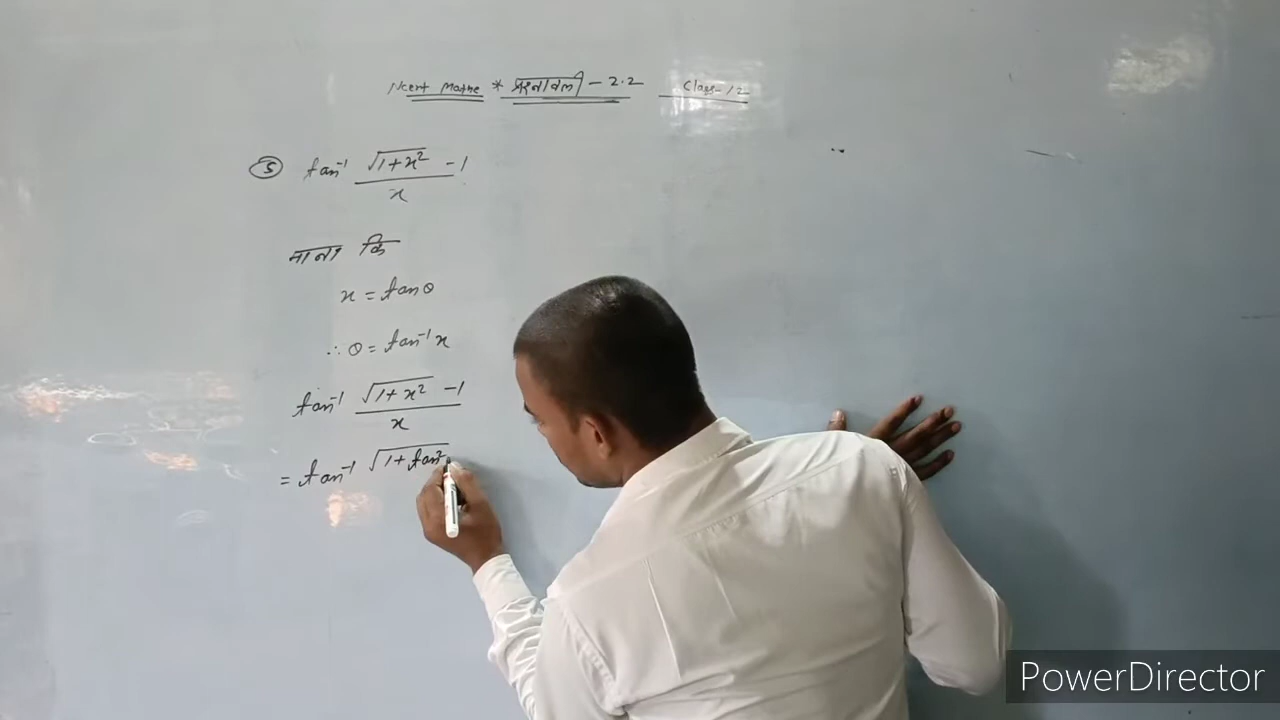 Ncert Maths * प्रश्नावली - 2.2 Class-12
⑤ tan⁻¹ (√(1+x²) - 1)/x
माना कि
x = tanθ
∴ θ = tan⁻¹ x
tan⁻¹ (√(1+x²) - 1)/x
= tan⁻¹ √(1+tan²
PowerDirector